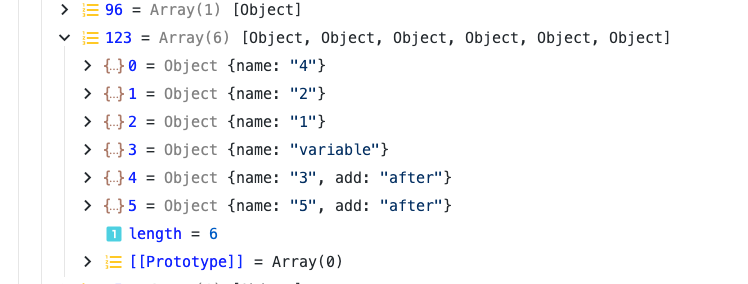 96 = Array(1) [Object]
123 = Array(6) [Object, Object, Object, Object, Object, Object]
{...} 0 = Object {name: "4"}
{...} 1 = Object {name: "2"}
{...} 2 = Object {name: "1"}
{...} 3 = Object {name: "variable"}
{...} 4 = Object {name: "3", add: "after"}
{...} 5 = Object {name: "5", add: "after"}
1 length = 6
[[Prototype]] = Array(0)